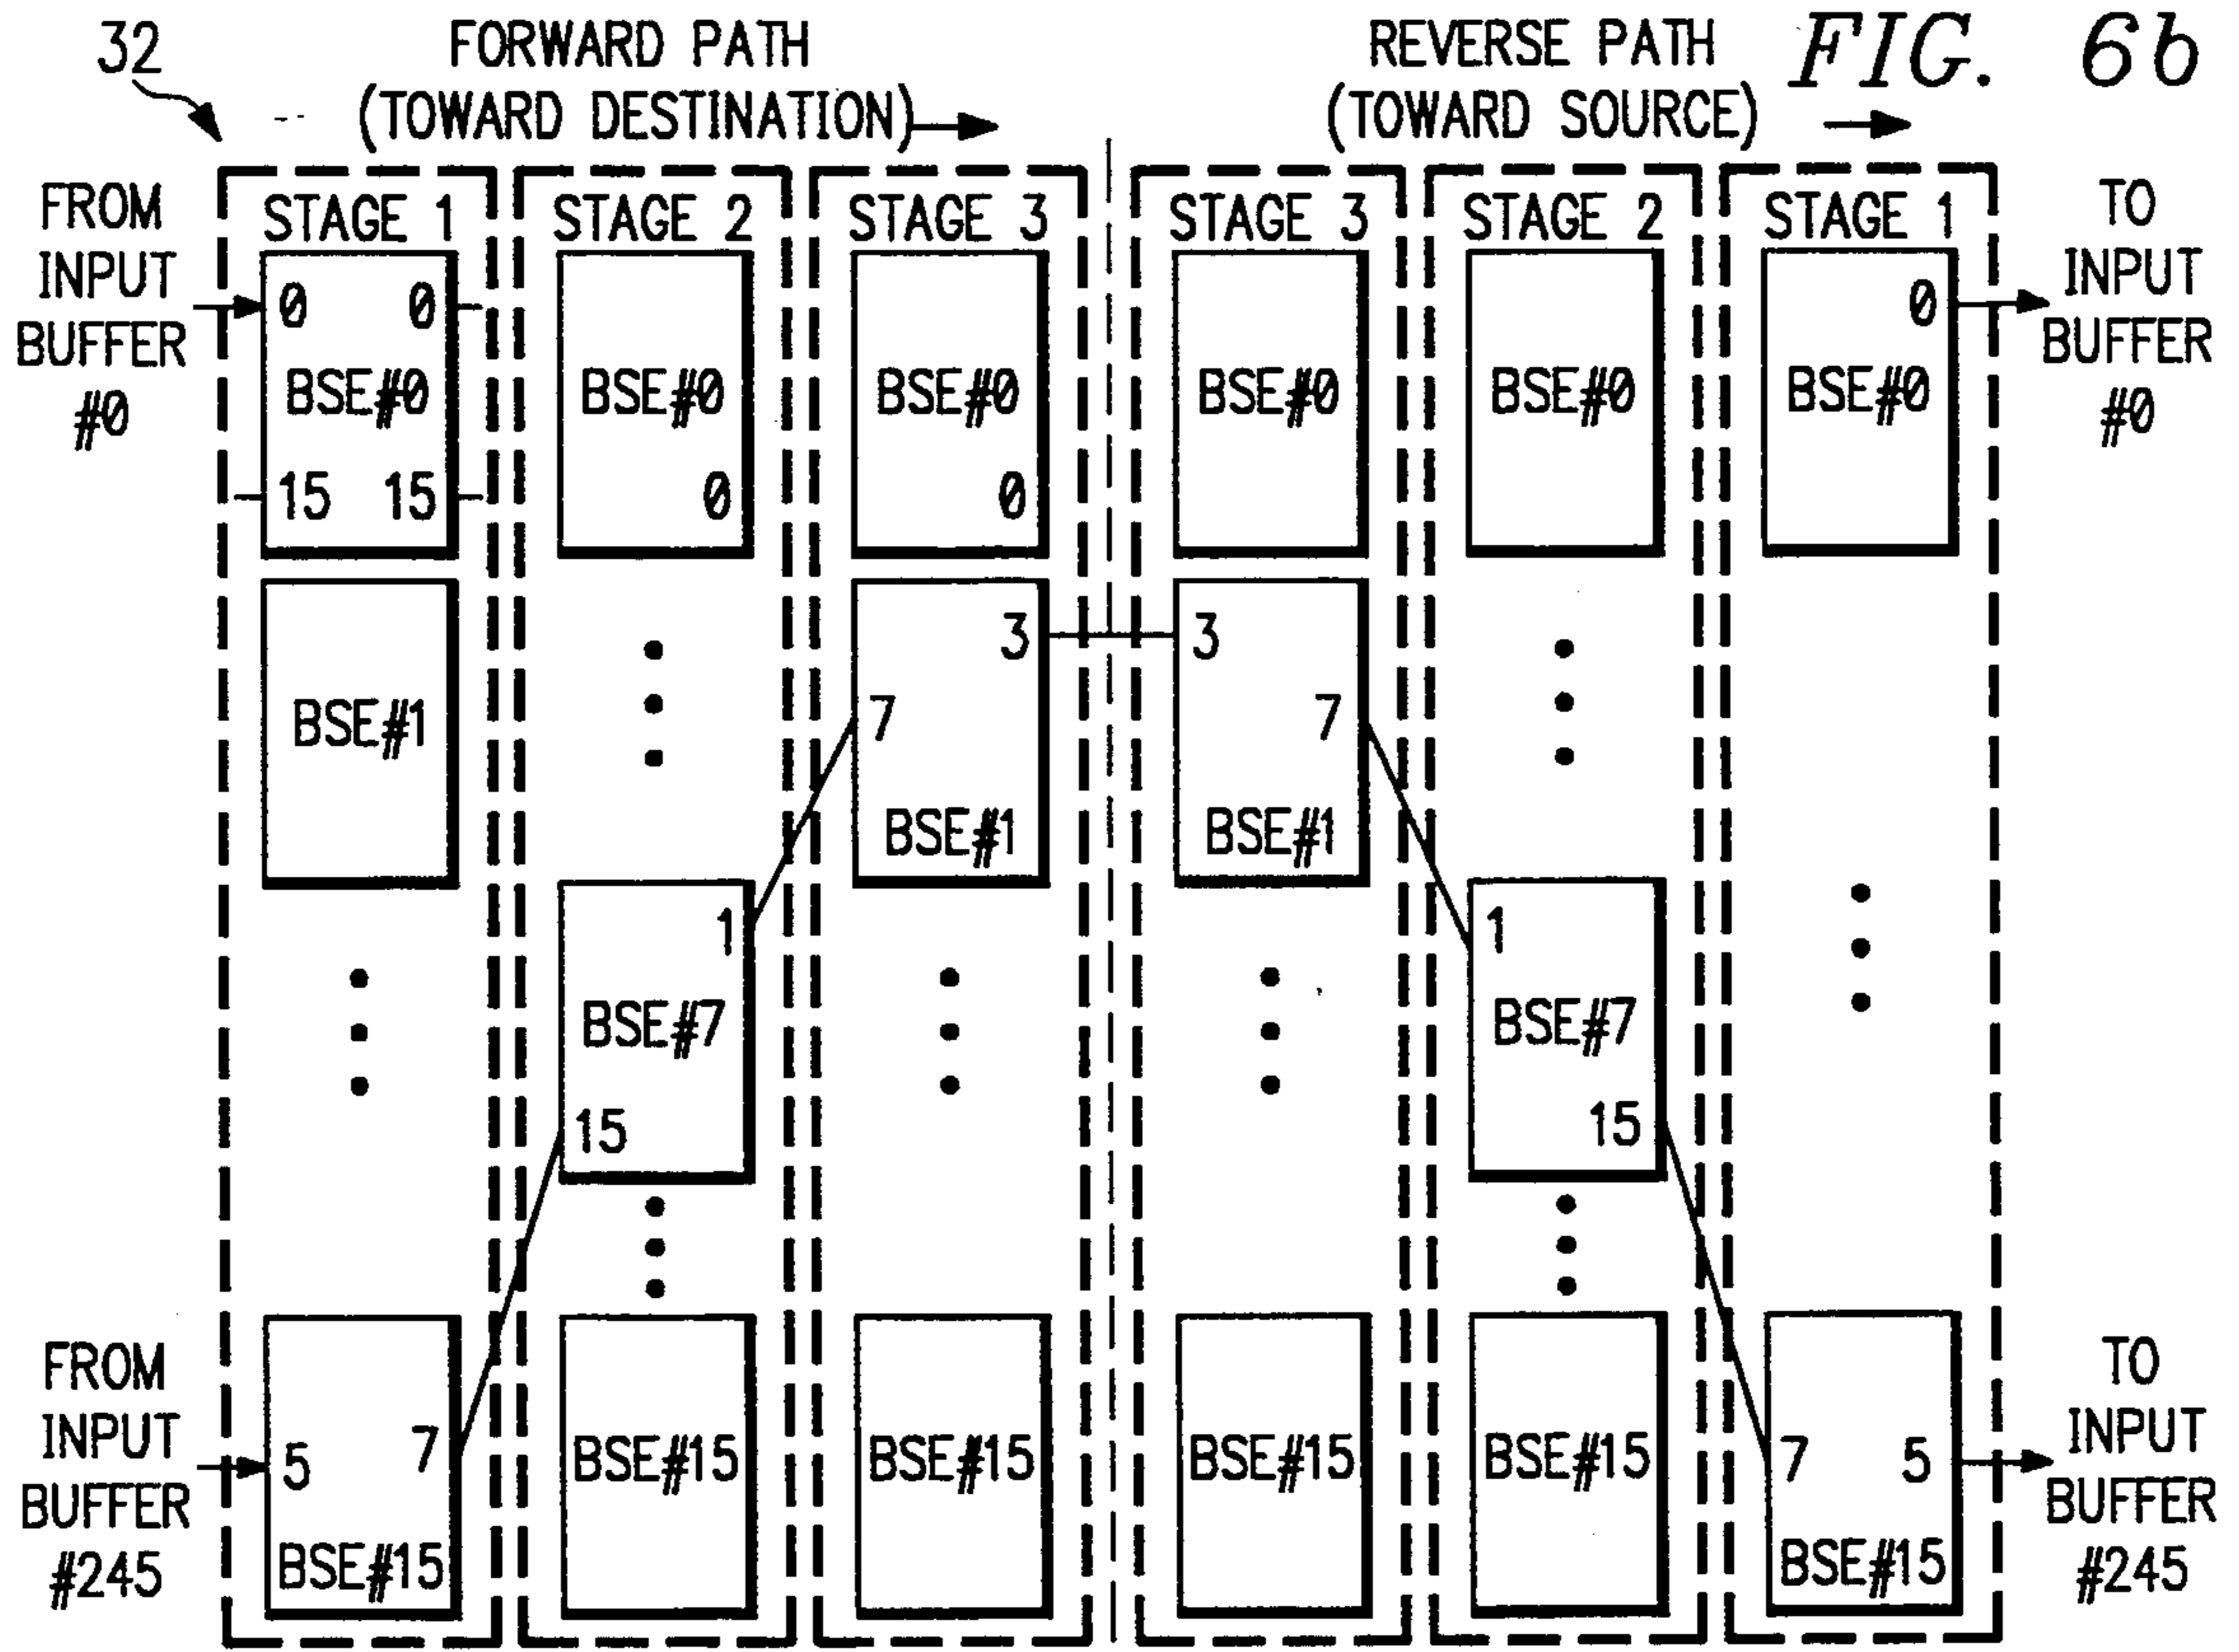 32
FORWARD PATH
(TOWARD DESTINATION)
REVERSE PATH
(TOWARD SOURCE)
FIG. 6b
FROM
INPUT
BUFFER
#0
STAGE 1
0 0
BSE#0
15 15
BSE#1
5 7
BSE#15
FROM
INPUT
BUFFER
#245
STAGE 2
BSE#0
0
1
BSE#7
15
BSE#15
STAGE 3
BSE#0
0
3
7
BSE#1
BSE#15
STAGE 3
BSE#0
3
7
BSE#1
BSE#15
STAGE 2
BSE#0
1
BSE#7
15
BSE#15
STAGE 1
0
BSE#0
7 5
BSE#15
TO
INPUT
BUFFER
#0
TO
INPUT
BUFFER
#245